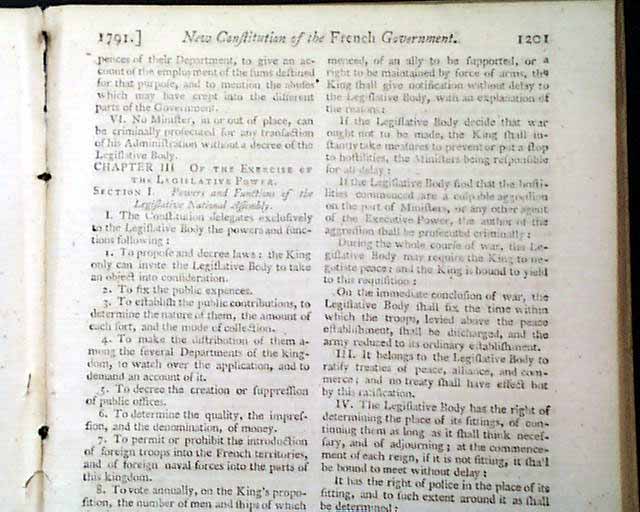 1791.] New Conſtitution of the French Government. 1201
pences of their Department, to give an ac-
count of the employment of the ſums deſtined
for that purpoſe, and to mention the abuſes
which may have crept into the different
parts of the Government.
VI. No Miniſter, in or out of place, can
be criminally proſecuted for any tranſaction
of his Adminiſtration without a decree of the
Legiſlative Body.
CHAPTER III OF THE EXERCISE OF
THE LEGISLATIVE POWER.
SECTION I. Powers and Functions of the
Legiſlative National Aſſembly.
I. The Conſtitution delegates excluſively
to the Legiſlative Body the powers and func-
tions following:
1. To propoſe and decree laws: the King
only can invite the Legiſlative Body to take
an object into conſideration.
2. To fix the public expences.
3. To eſtabliſh the public contributions, to
determine the nature of them, the amount of
each ſort, and the mode of collection.
4. To make the diſtribution of them a-
mong the ſeveral Departments of the king-
dom, to watch over the application, and to
demand an account of it.
5. To decree the creation or ſuppreſſion
of public offices.
6. To determine the quality, the impreſ-
ſion, and the denomination, of money.
7. To permit or prohibit the introduction
of foreign troops into the French territories,
and of foreign naval forces into the parts of
this kingdom.
8. To vote annually, on the King's propo-
ſition, the number of men and ſhips of which
menced, of an ally to be ſupported, or a
right to be maintained by force of arms, the
King ſhall give notification without delay to
the Legiſlative Body, with an explanation of
the reaſons:
If the Legiſlative Body decide that war
ought not to be made, the King ſhall in-
ſtantly take meaſures to prevent or put a ſtop
to hoſtilities, the Miniſters being reſponſible
for all delay:
If the Legiſlative Body find that the hoſti-
lities commenced are a culpable aggreſſion
on the part of Miniſters, or any other agent
of the Executive Power, the author of the
aggreſſion ſhall be proſecuted criminally:
During the whole courſe of war, the Le-
giſlative Body may require the King to ne-
gotiate peace: and the King is bound to yield
to this requiſition:
On the immediate concluſion of war, the
Legiſlative Body ſhall fix the time within
which the troops, levied above the peace
eſtabliſhment, ſhall be diſcharged, and the
army reduced to its ordinary eſtabliſhment.
III. It belongs to the Legiſlative Body to
ratify treaties of peace, alliance, and com-
merce; and no treaty ſhall have effect but
by this ratification.
IV. The Legiſlative Body has the right of
determining the place of its ſittings, of con-
tinuing them as long as it ſhall think neceſ-
ſary, and of adjourning; at the commence-
ment of each reign, if it is not ſitting, it ſhall
be bound to meet without delay:
It has the right of police in the place of its
ſitting, and to ſuch extent around it as ſhall
be determined: